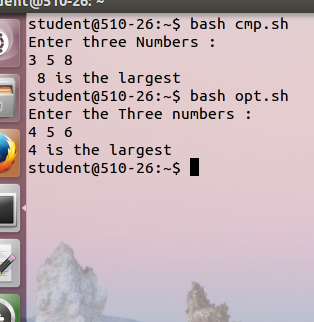 student@510-26: ~
student@510-26:~$ bash cmp.sh
Enter three Numbers :
3 5 8
 8 is the largest
student@510-26:~$ bash opt.sh
Enter the Three numbers :
4 5 6
4 is the largest
student@510-26:~$